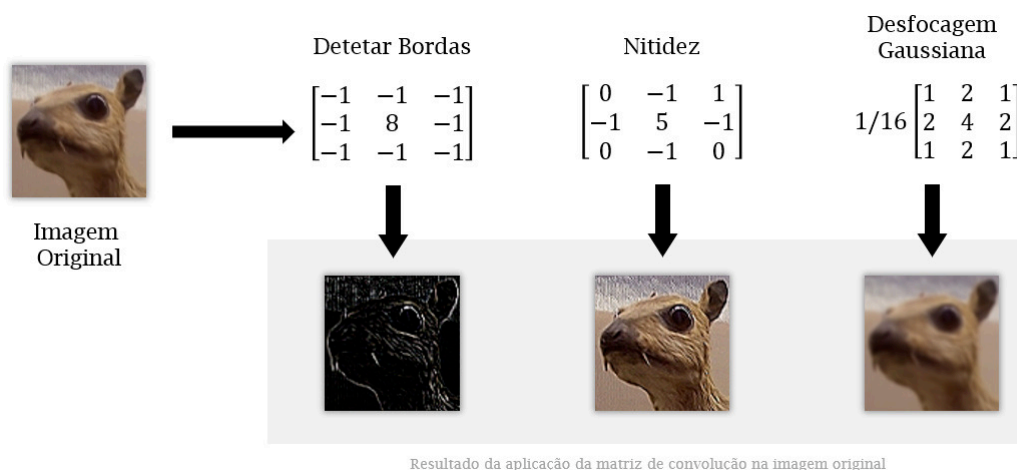 Detetar Bordas
Nitidez
Desfocagem
Gaussiana
−1 −1 −1
−1 8 −1
−1 −1 −1
0 −1 1
−1 5 −1
0 −1 0
1/16
1 2 1
2 4 2
1 2 1
Imagem
Original
Resultado da aplicação da matriz de convolução na imagem original